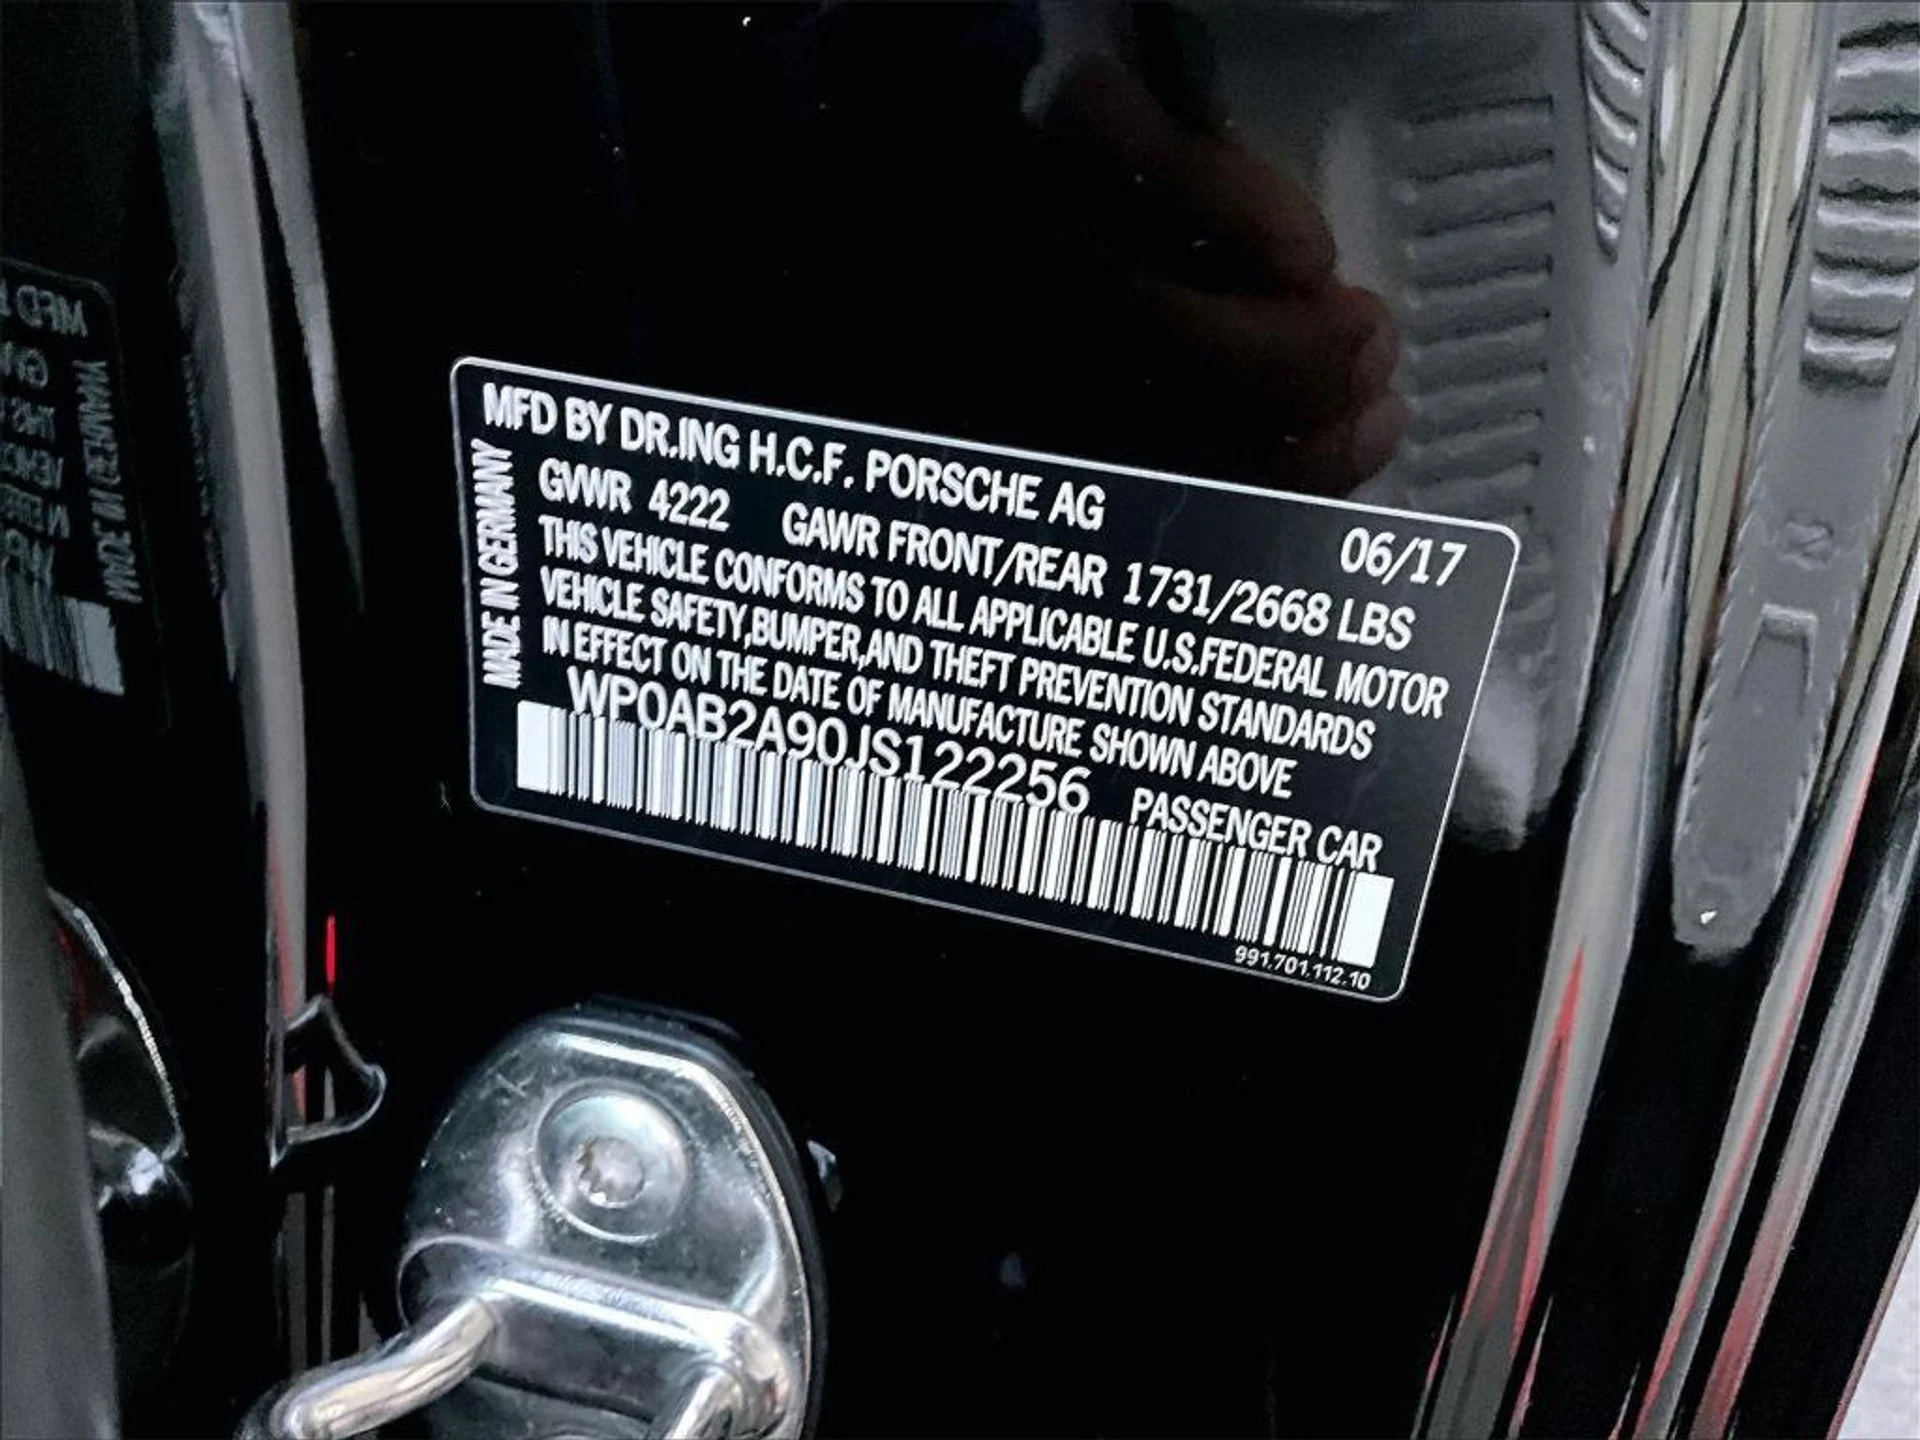 MFD BY DR.ING H.C.F. PORSCHE AG
06/17
GVWR 4222 GAWR FRONT/REAR 1731/2668 LBS
THIS VEHICLE CONFORMS TO ALL APPLICABLE U.S.FEDERAL MOTOR
VEHICLE SAFETY,BUMPER,AND THEFT PREVENTION STANDARDS
IN EFFECT ON THE DATE OF MANUFACTURE SHOWN ABOVE
WP0AB2A90JS122256 PASSENGER CAR
991.701.112.10
MADE IN GERMANY
2